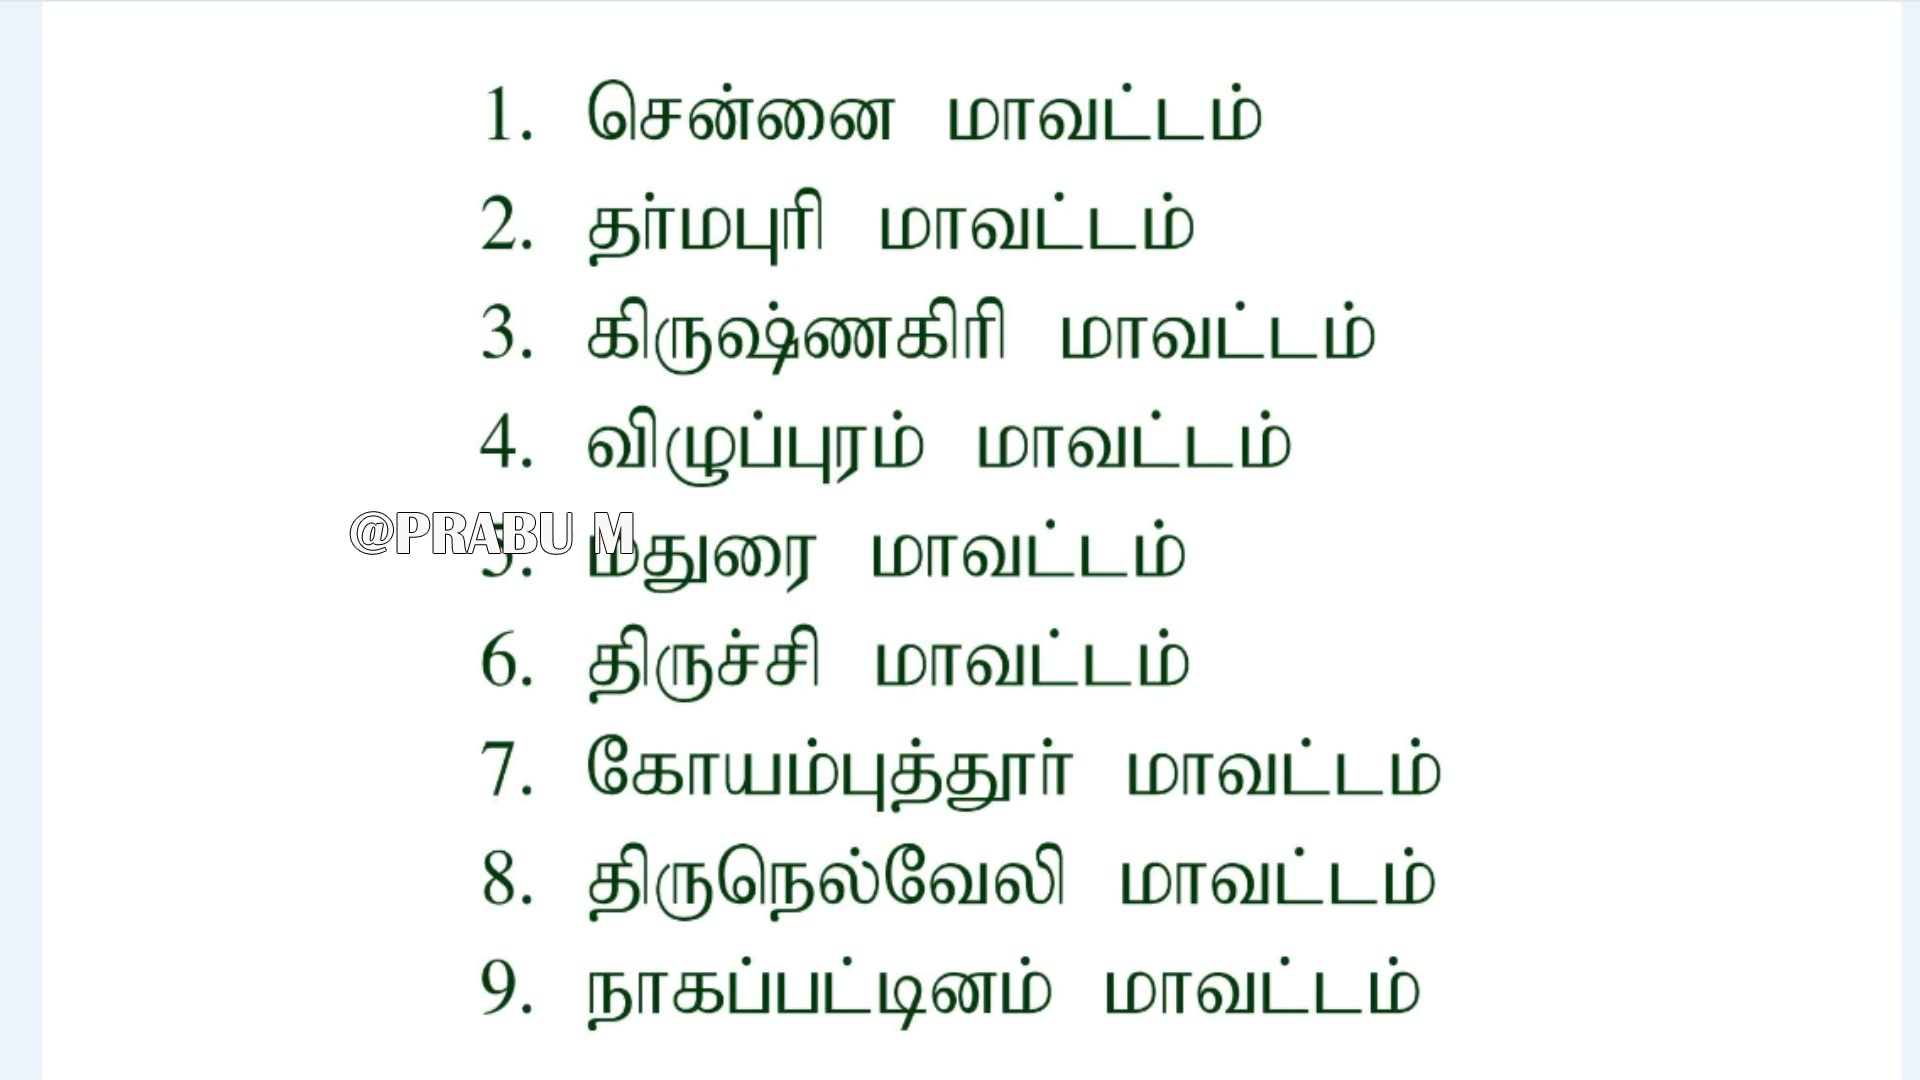 1. சென்னை மாவட்டம்
2. தர்மபுரி மாவட்டம்
3. கிருஷ்ணகிரி மாவட்டம்
4. விழுப்புரம் மாவட்டம்
@PRABU M
5. மதுரை மாவட்டம்
6. திருச்சி மாவட்டம்
7. கோயம்புத்தூர் மாவட்டம்
8. திருநெல்வேலி மாவட்டம்
9. நாகப்பட்டினம் மாவட்டம்